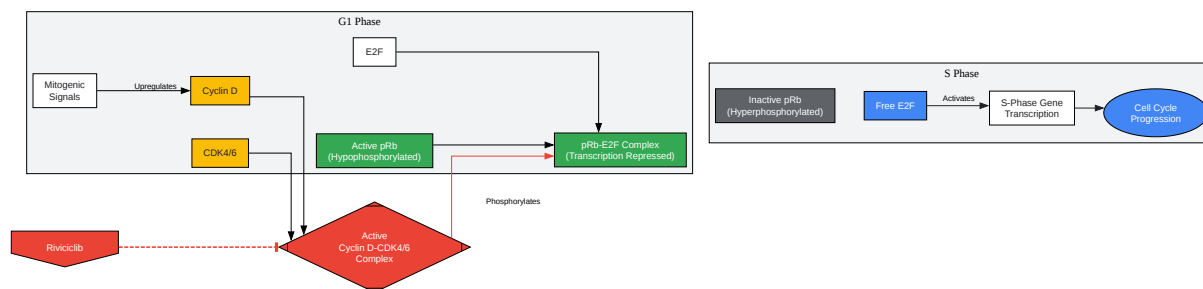 G1 Phase
E2F
Mitogenic
Signals
Upregulates
Cyclin D
CDK4/6
Active pRb
(Hypophosphorylated)
pRb-E2F Complex
(Transcription Repressed)
Phosphorylates
Riviciclib
Active
Cyclin D-CDK4/6
Complex
S Phase
Inactive pRb
(Hyperphosphorylated)
Free E2F
Activates
S-Phase Gene
Transcription
Cell Cycle
Progression